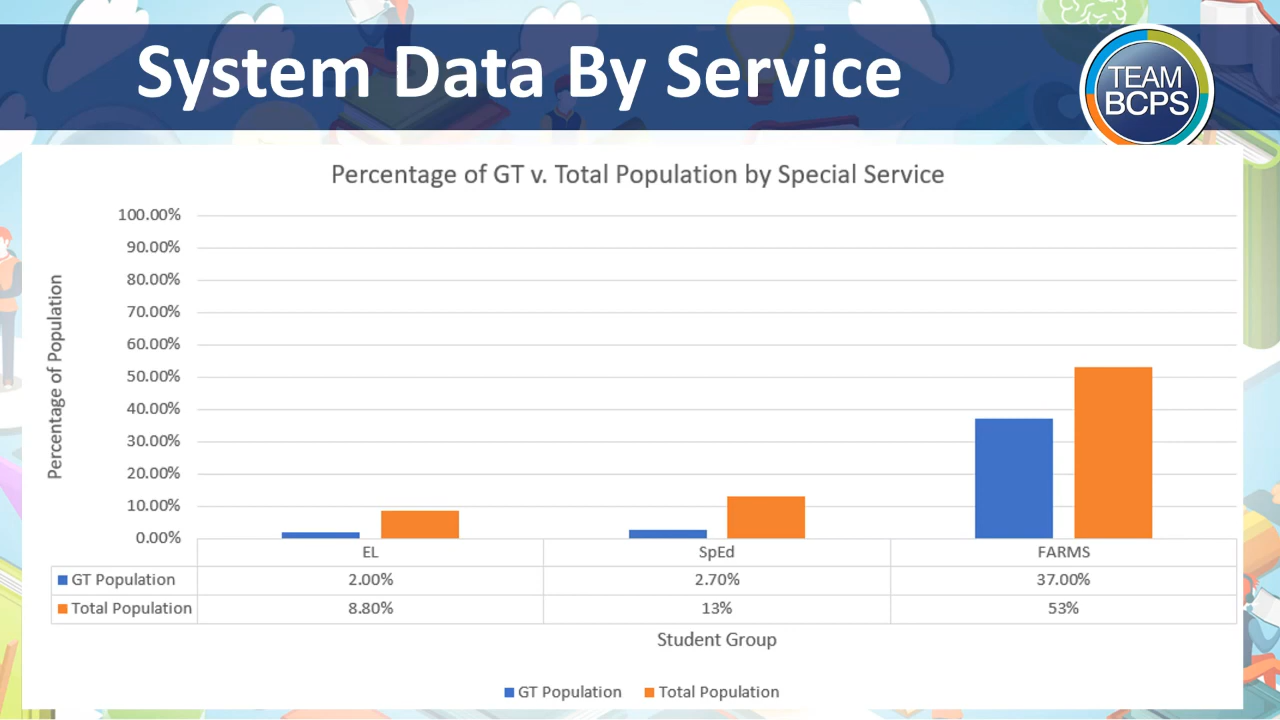 System Data By Service
TEAM
BCPS
Percentage of GT v. Total Population by Special Service
100.00%
90.00%
80.00%
70.00%
60.00%
50.00%
40.00%
30.00%
20.00%
10.00%
0.00%
Percentage of Population
EL SpEd FARMS
GT Population 2.00% 2.70% 37.00%
Total Population 8.80% 13% 53%
Student Group
GT Population Total Population